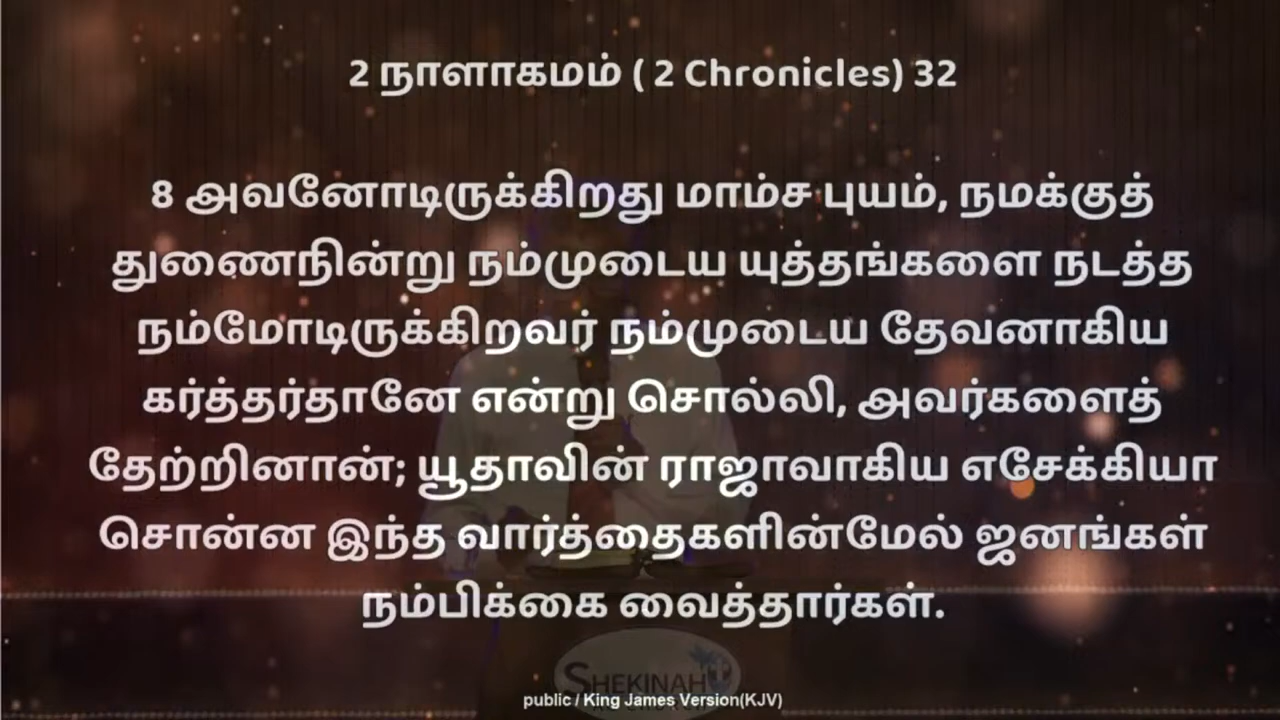 2 நாளாகமம் ( 2 Chronicles) 32
8 அவனோடிருக்கிறது மாம்ச புயம், நமக்குத்
துணைநின்று நம்முடைய யுத்தங்களை நடத்த
நம்மோடிருக்கிறவர் நம்முடைய தேவனாகிய
கர்த்தர்தானே என்று சொல்லி, அவர்களைத்
தேற்றினான்; யூதாவின் ராஜாவாகிய எசேக்கியா
சொன்ன இந்த வார்த்தைகளின்மேல் ஜனங்கள்
நம்பிக்கை வைத்தார்கள்.
SHEKINAH
public / King James Version(KJV)